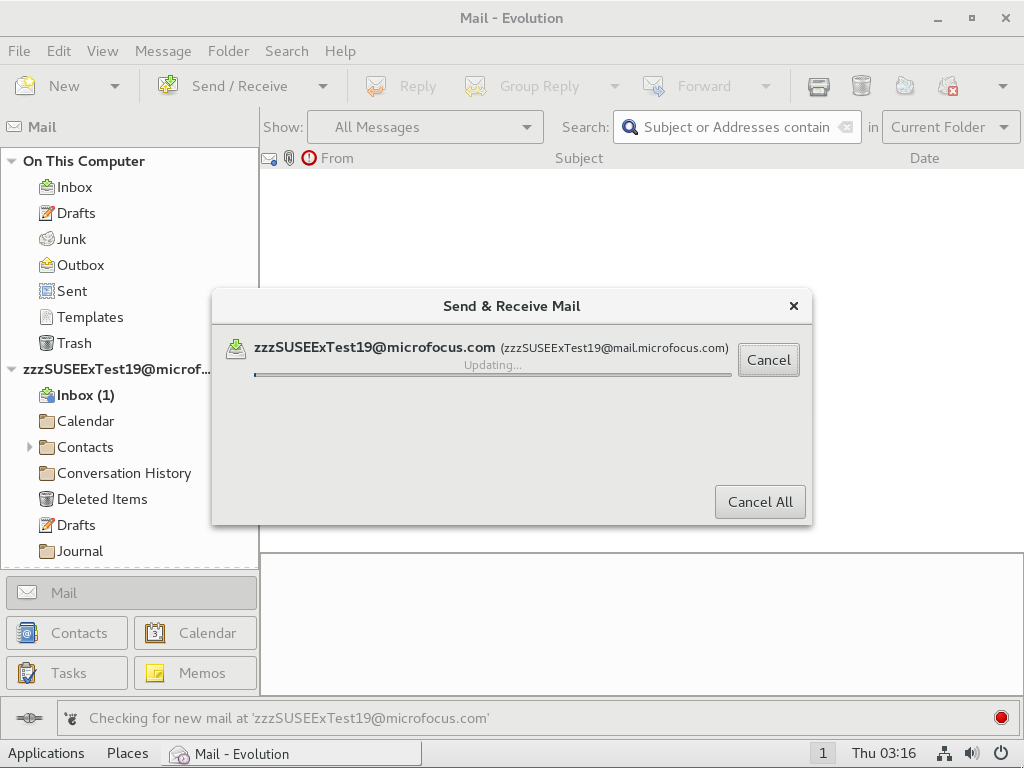 Mail - Evolution
File Edit View Message Folder Search Help
New Send / Receive Reply Group Reply Forward
Mail
Show: All Messages Search: Subject or Addresses contain in Current Folder
From Subject Date
On This Computer
Inbox
Drafts
Junk
Outbox
Sent
Templates
Trash
zzzSUSEExTest19@microf...
Inbox (1)
Calendar
Contacts
Conversation History
Deleted Items
Drafts
Journal
Send & Receive Mail
zzzSUSEExTest19@microfocus.com (zzzSUSEExTest19@mail.microfocus.com)
Updating...
Cancel
Cancel All
Mail
Contacts Calendar
3
Tasks Memos
Checking for new mail at 'zzzSUSEExTest19@microfocus.com'
Applications Places Mail - Evolution 1 Thu 03:16